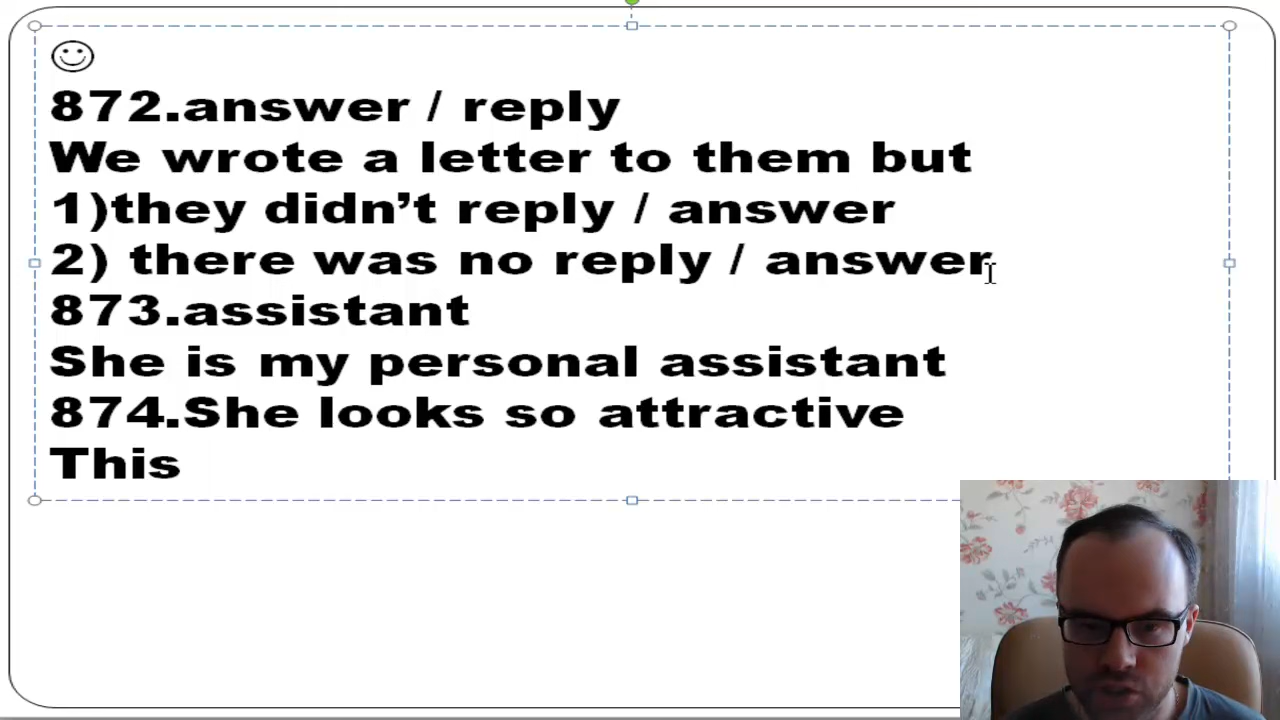 872.answer / reply
We wrote a letter to them but
1)they didn’t reply / answer
2) there was no reply / answer
873.assistant
She is my personal assistant
874.She looks so attractive
This